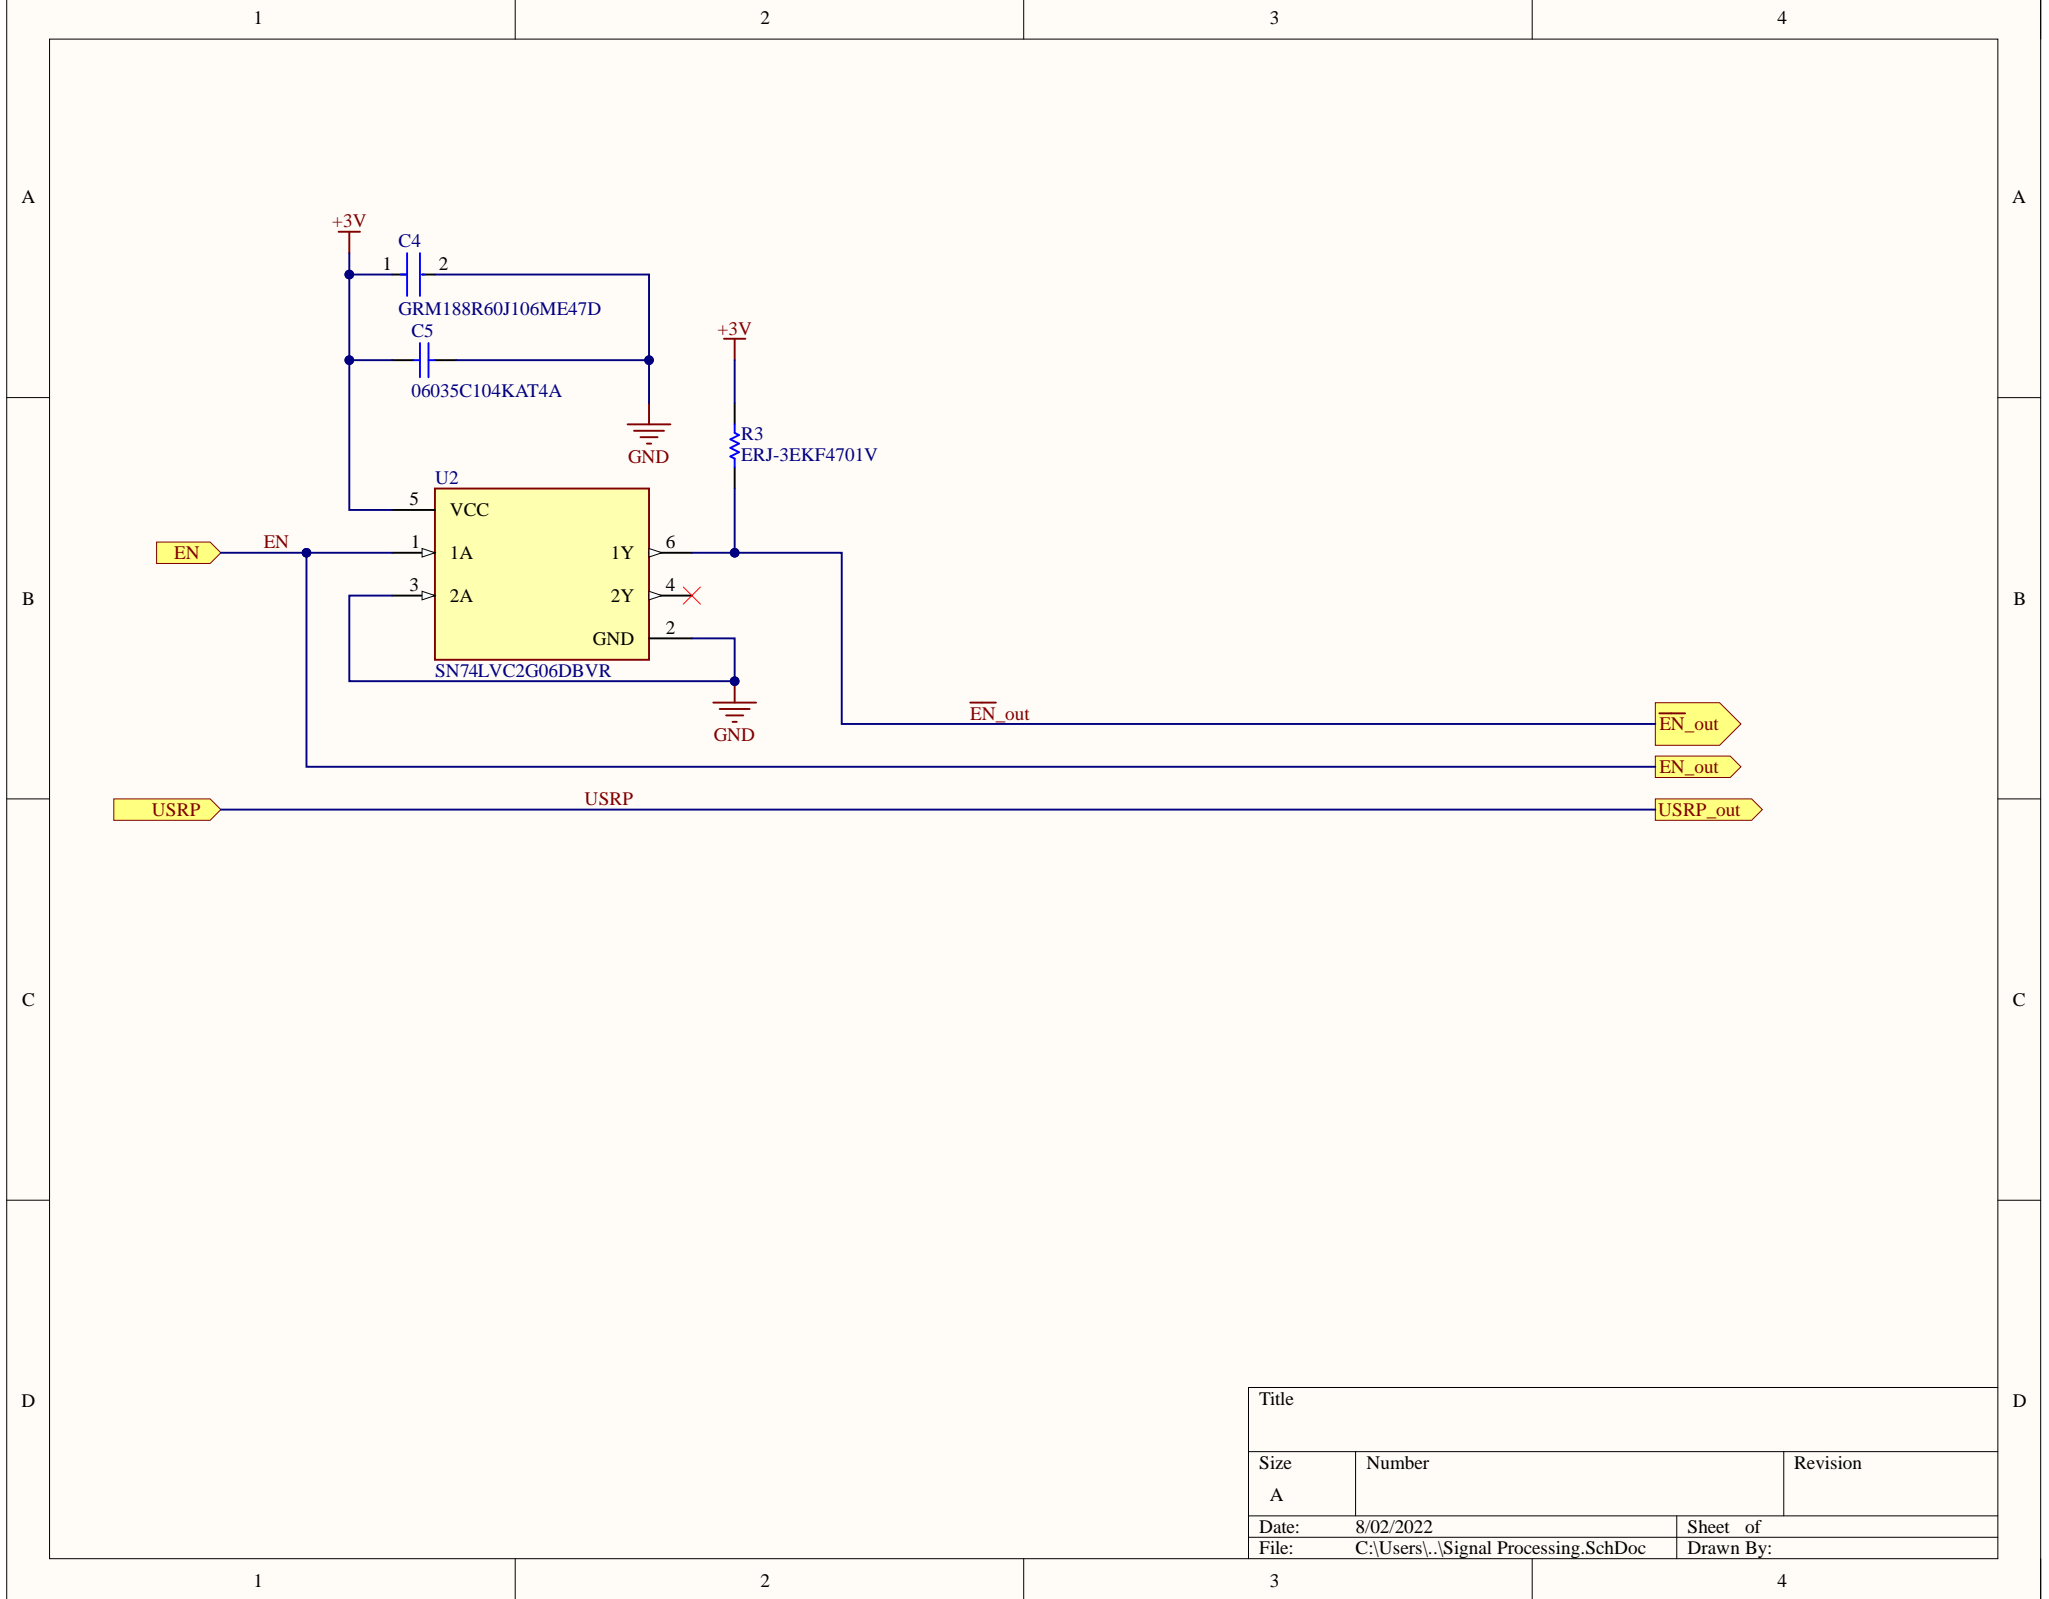 1 2 3 4
A A
+3V
C4
1 2
GRM188R60J106ME47D
C5
+3V
06035C104KAT4A
R3
ERJ-3EKF4701V
GND
U2
5 VCC
EN EN 1 1A 1Y 6
3 2A 2Y 4
B B
GND 2
SN74LVC2G06DBVR
E̅N̅_out E̅N̅_out
GND
EN_out
USRP USRP USRP_out
C C
D D
Title
Size Number Revision
A
Date: 8/02/2022 Sheet of
File: C:\Users\..\Signal Processing.SchDoc Drawn By:
1 2 3 4